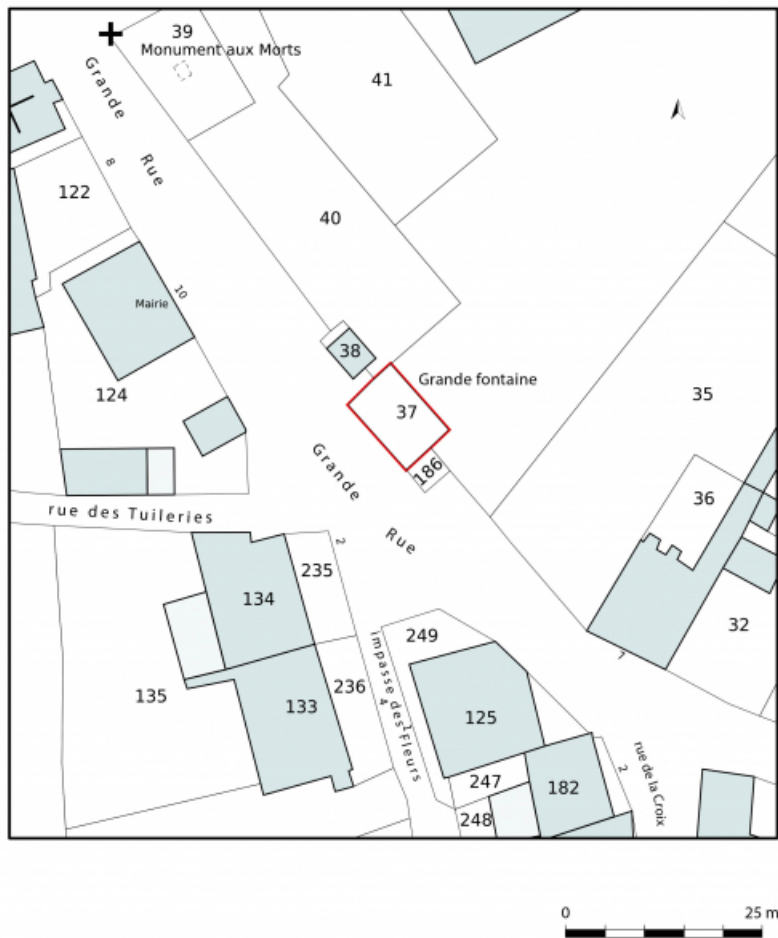 39
Monument aux Morts
Grande
Rue
41
8
122
40
10
Mairie
38
124
Grande fontaine
37
35
186
Grande
Rue
36
rue des Tuileries
2
235
134
249
32
7
impasse des Fleurs
236
135
133
4
1
125
247
182
2
rue de la Croix
248
0
25 m